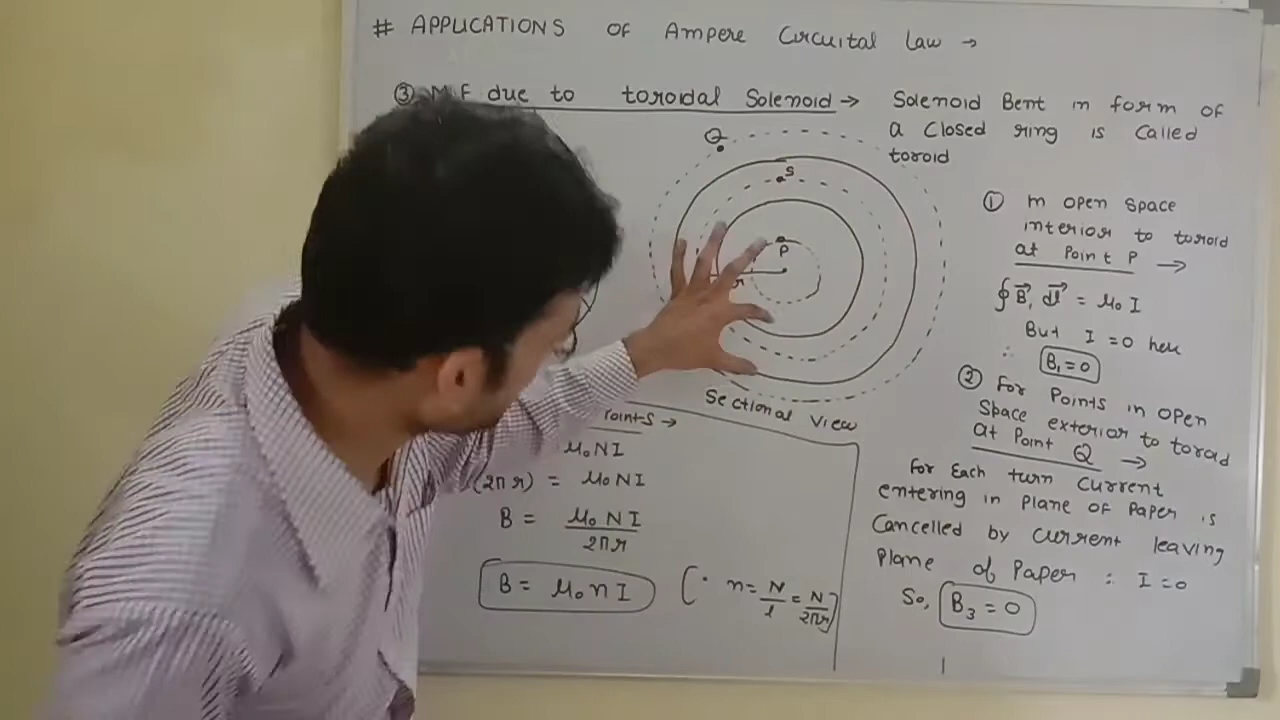 # APPLICATIONS OF Ampere Circuital Law →
③ M.F due to toroidal Solenoid → Solenoid Bent in form of
a Closed ring is Called
toroid
Q
S
P
r
Sectional View
① In open space
interior to toroid
at Point P →
∮ B⃗, dl⃗ = μ₀ I
But I = 0 here
∴ B₁ = 0
② For Points in open
Space exterior to toroid
at Point Q →
For Each turn current
entering in plane of Paper is
Cancelled by current leaving
Plane of Paper ∴ I = 0
So, B₃ = 0
Points →
μ₀NI
(2πr) = μ₀NI
B = μ₀NI / 2πr
B = μ₀nI (∵ n = N/l = N/2πr)